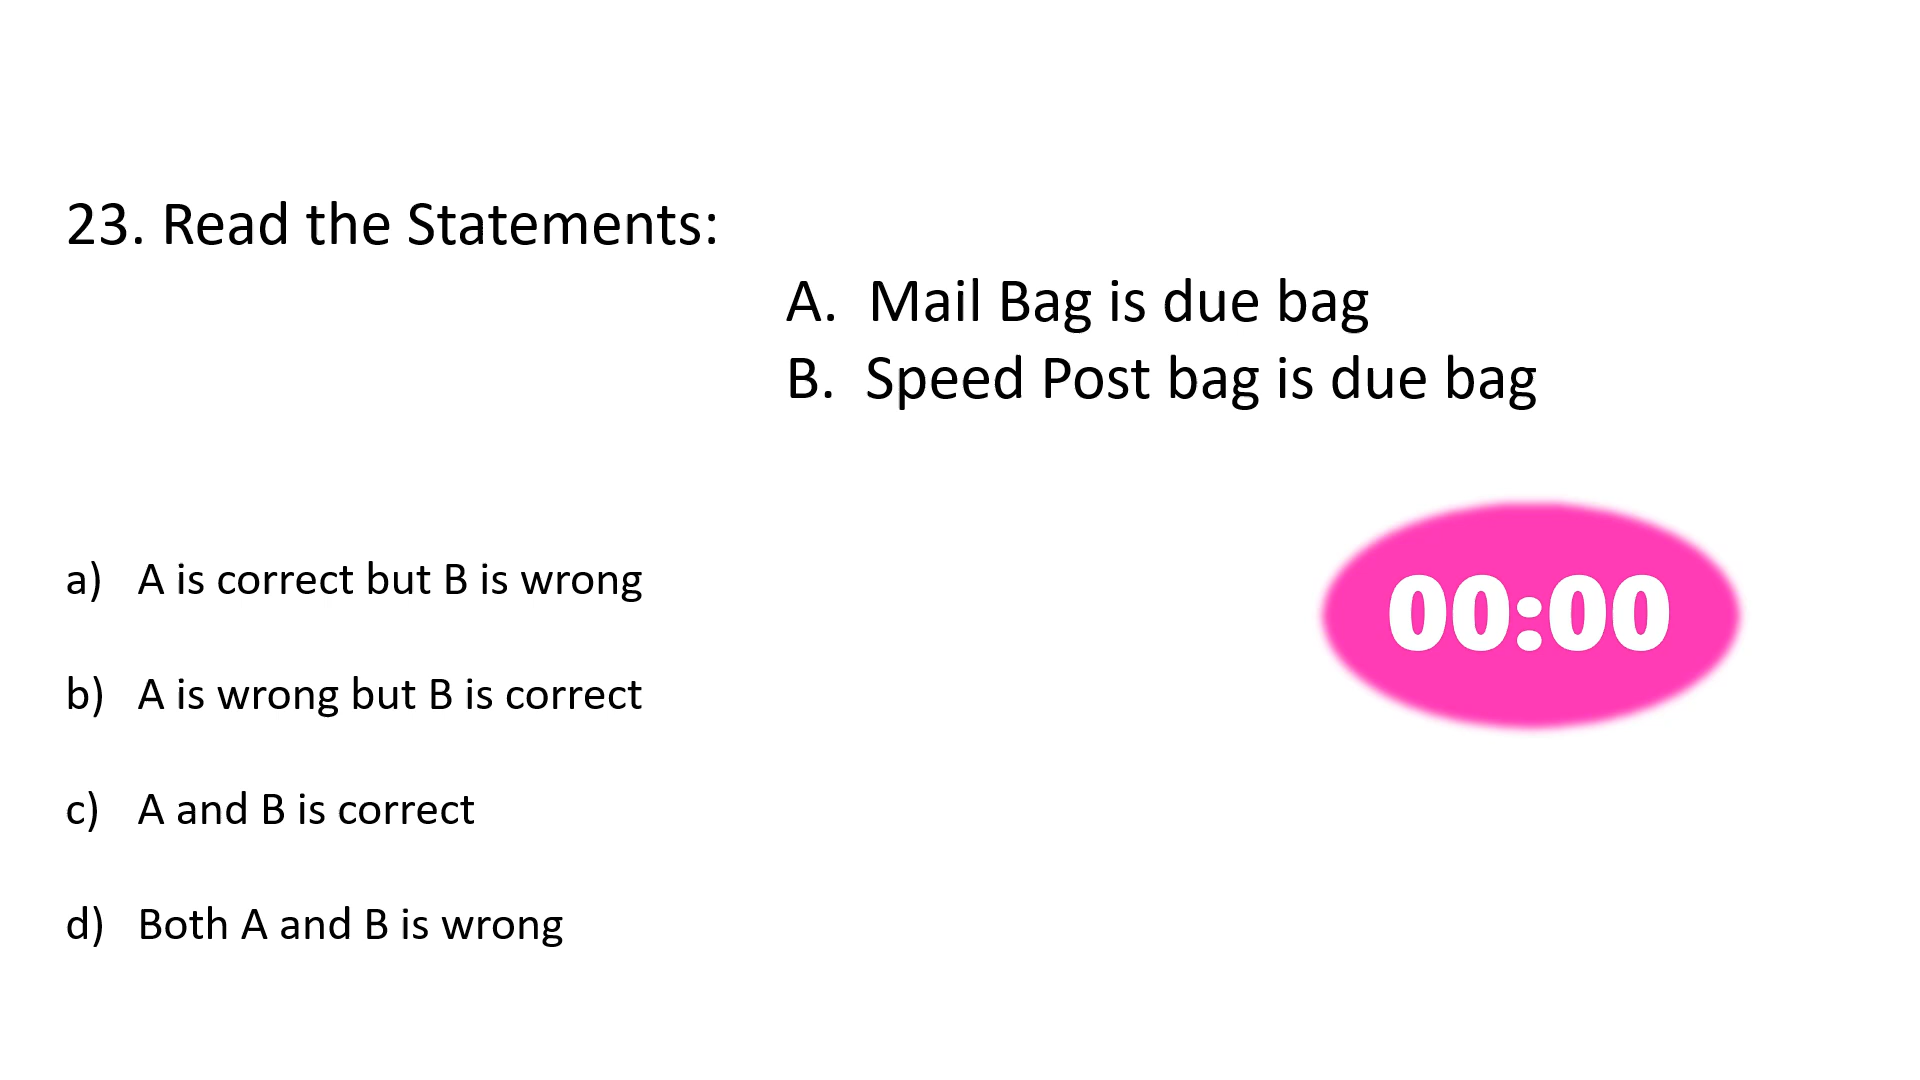 23. Read the Statements:
A. Mail Bag is due bag
B. Speed Post bag is due bag
a) A is correct but B is wrong
00:00
b) A is wrong but B is correct
c) A and B is correct
d) Both A and B is wrong